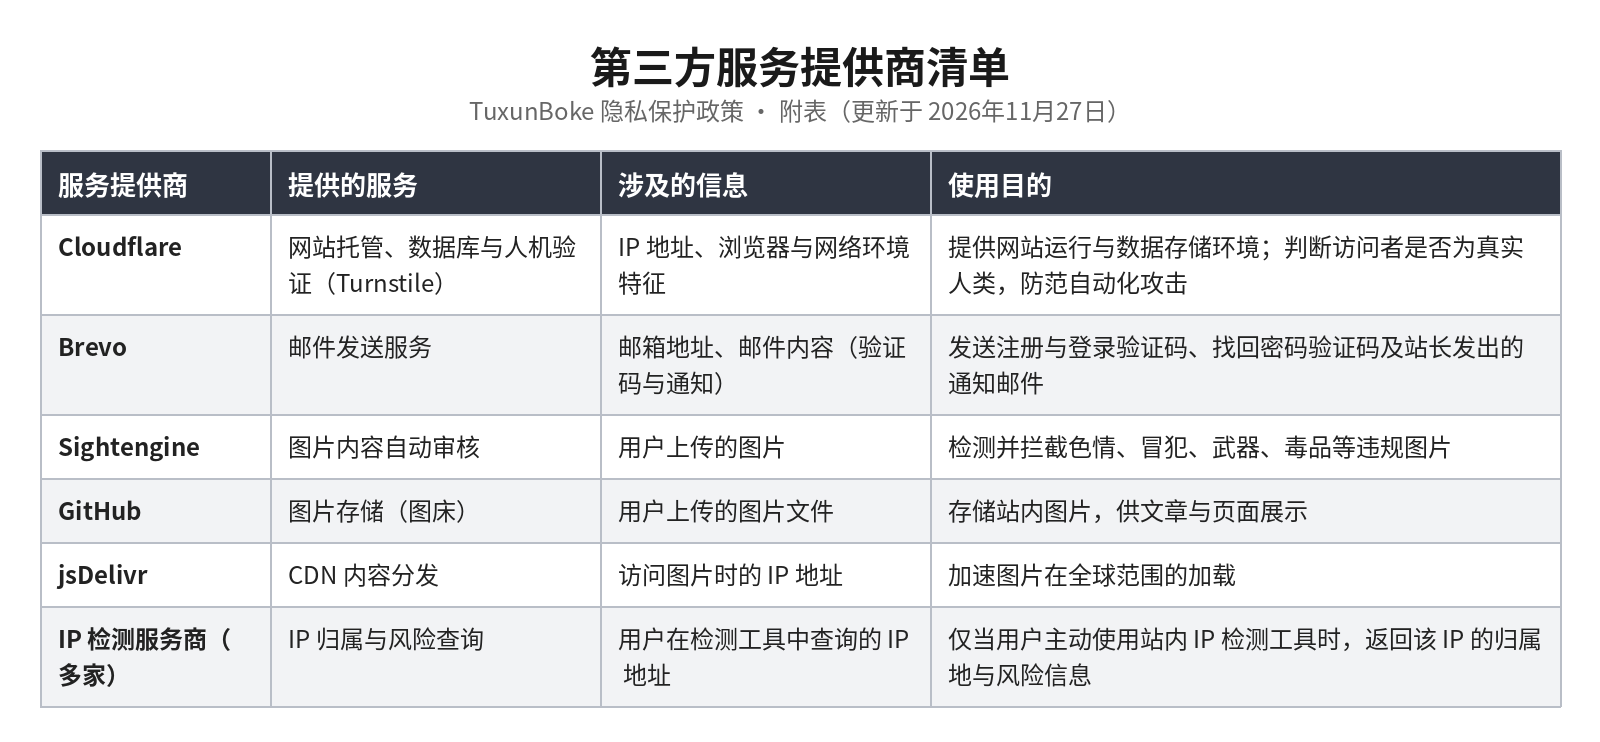 第三方服务提供商清单
TuxunBoke 隐私保护政策 · 附表（更新于 2026年11月27日）
服务提供商 提供的服务 涉及的信息 使用目的
Cloudflare 网站托管、数据库与人机验 IP 地址、浏览器与网络环境 提供网站运行与数据存储环境；判断访问者是否为真实
证（Turnstile） 特征 人类，防范自动化攻击
Brevo 邮件发送服务 邮箱地址、邮件内容（验证 发送注册与登录验证码、找回密码验证码及站长发出的
码与通知） 通知邮件
Sightengine 图片内容自动审核 用户上传的图片 检测并拦截色情、冒犯、武器、毒品等违规图片
GitHub 图片存储（图床） 用户上传的图片文件 存储站内图片，供文章与页面展示
jsDelivr CDN 内容分发 访问图片时的 IP 地址 加速图片在全球范围的加载
IP 检测服务商（ IP 归属与风险查询 用户在检测工具中查询的 IP 仅当用户主动使用站内 IP 检测工具时，返回该 IP 的归属
多家） 地址 地与风险信息